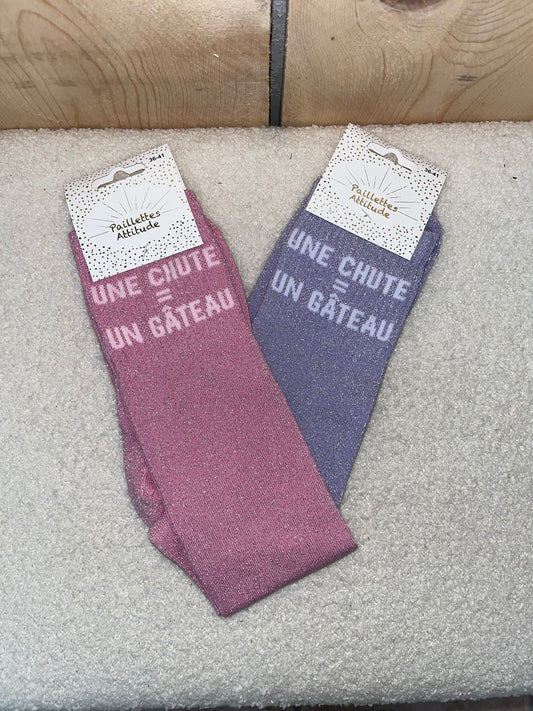 36-41
Paillettes
Attitude
UNE CHUTE
=
UN GÂTEAU
36-41
Paillettes
Attitude
UNE CHUTE
=
UN GÂTEAU